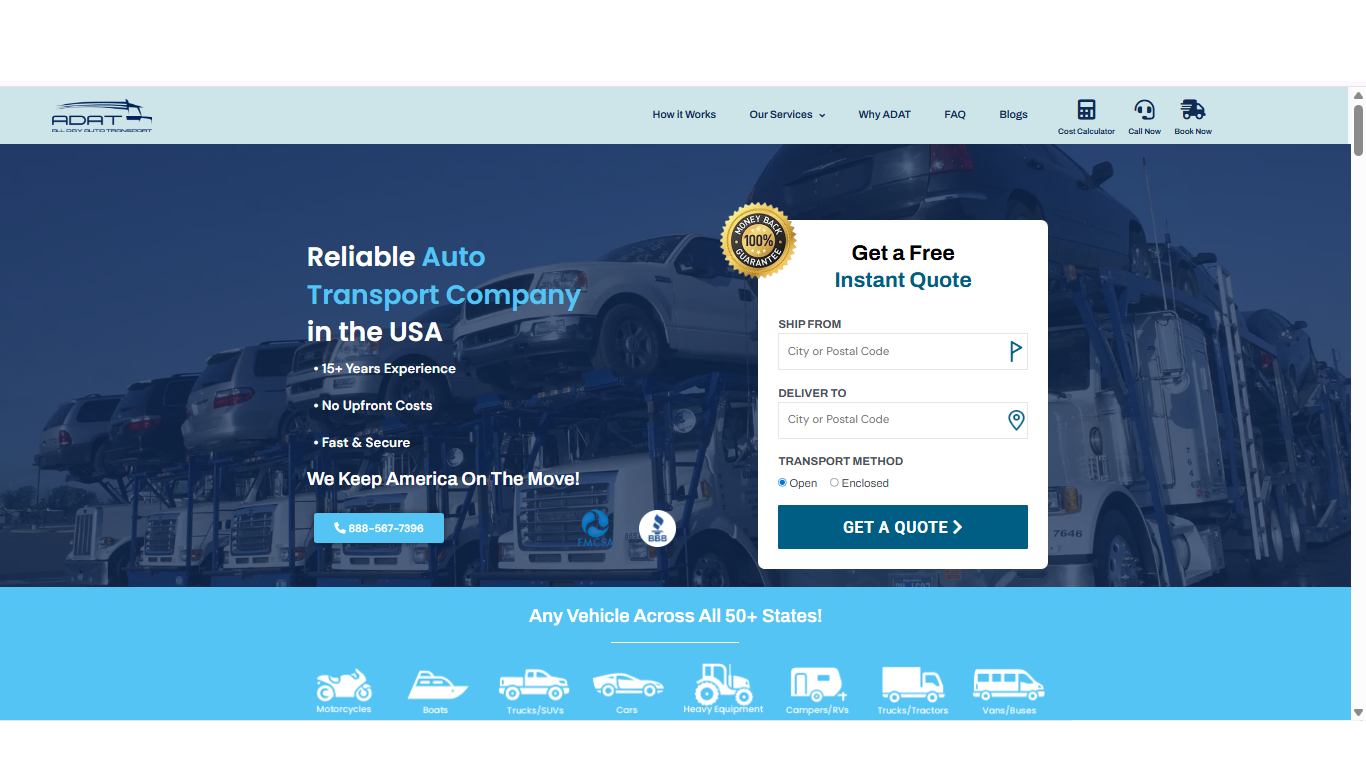 ADAT
ALL DAY AUTO TRANSPORT
How it Works
Our Services
Why ADAT
FAQ
Blogs
Cost Calculator
Call Now
Book Now
Reliable Auto
Transport Company
in the USA
• 15+ Years Experience
• No Upfront Costs
• Fast & Secure
We Keep America On The Move!
888-567-7396
FMCSA
BBB
MONEY BACK
100%
GUARANTEE
Get a Free
Instant Quote
SHIP FROM
City or Postal Code
DELIVER TO
City or Postal Code
TRANSPORT METHOD
Open
Enclosed
GET A QUOTE
7646
Any Vehicle Across All 50+ States!
Motorcycles
Boats
Trucks/SUVs
Cars
Heavy Equipment
Campers/RVs
Trucks/Tractors
Vans/Buses